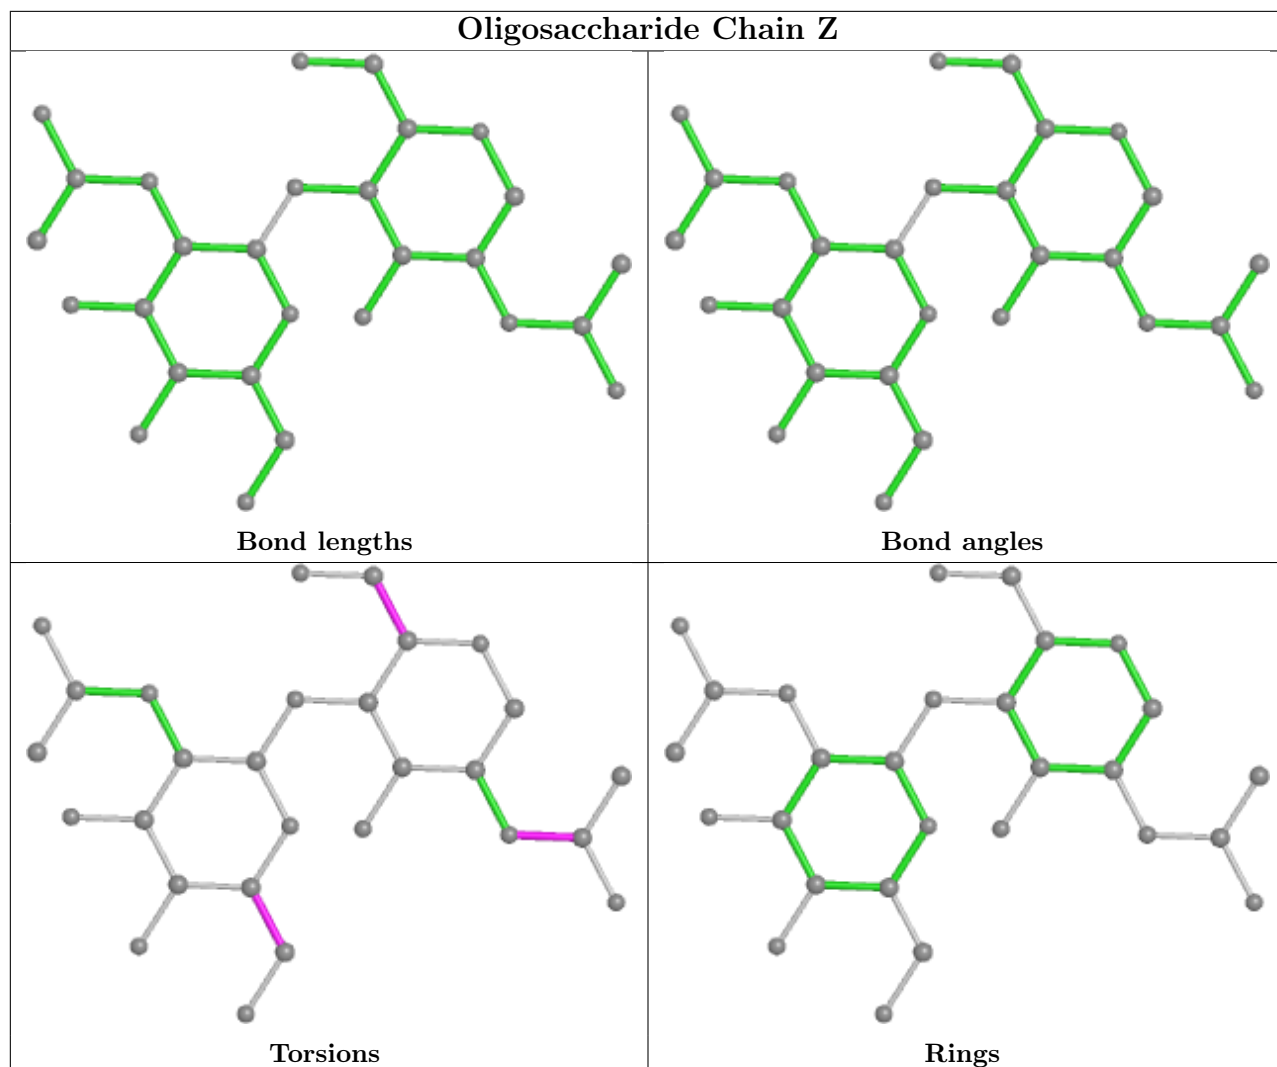 Oligosaccharide Chain Z
Bond lengths
Bond angles
Torsions
Rings